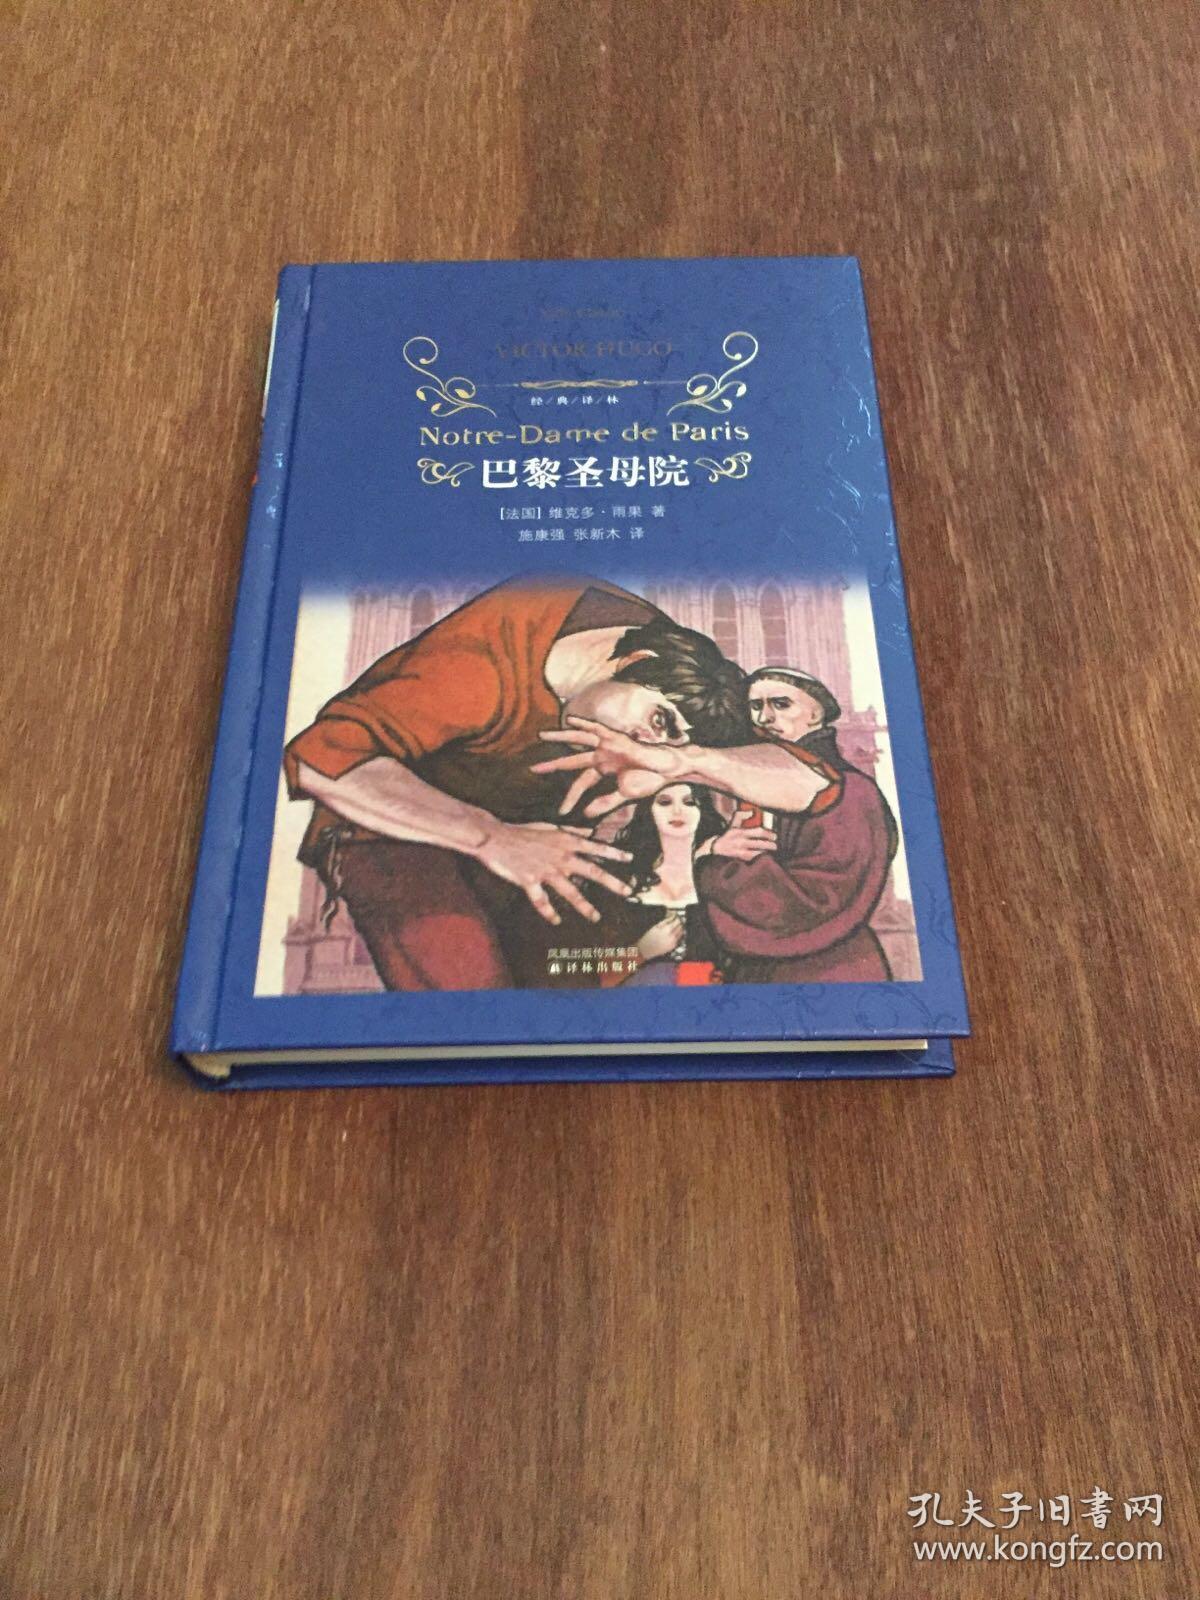 Yilin Classics
VICTOR HUGO
经/典/译/林
Notre-Dame de Paris
巴黎圣母院
[法国] 维克多·雨果 著
施康强 张新木 译
凤凰出版传媒集团
译林出版社
孔夫子旧书网
www.kongfz.com